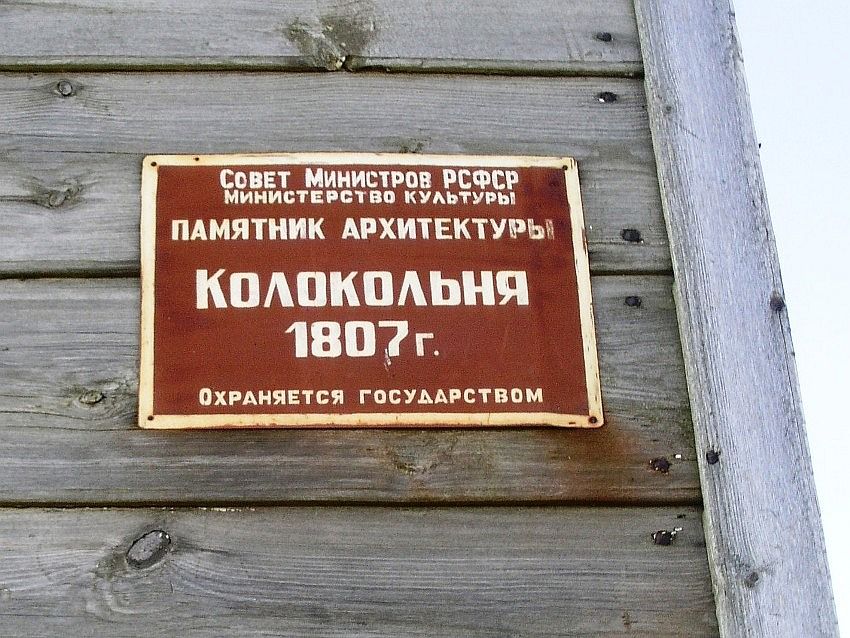 Совет Министров РСФСР
Министерство культуры
памятник архитектуры
Колокольня
1807г.
Охраняется государством